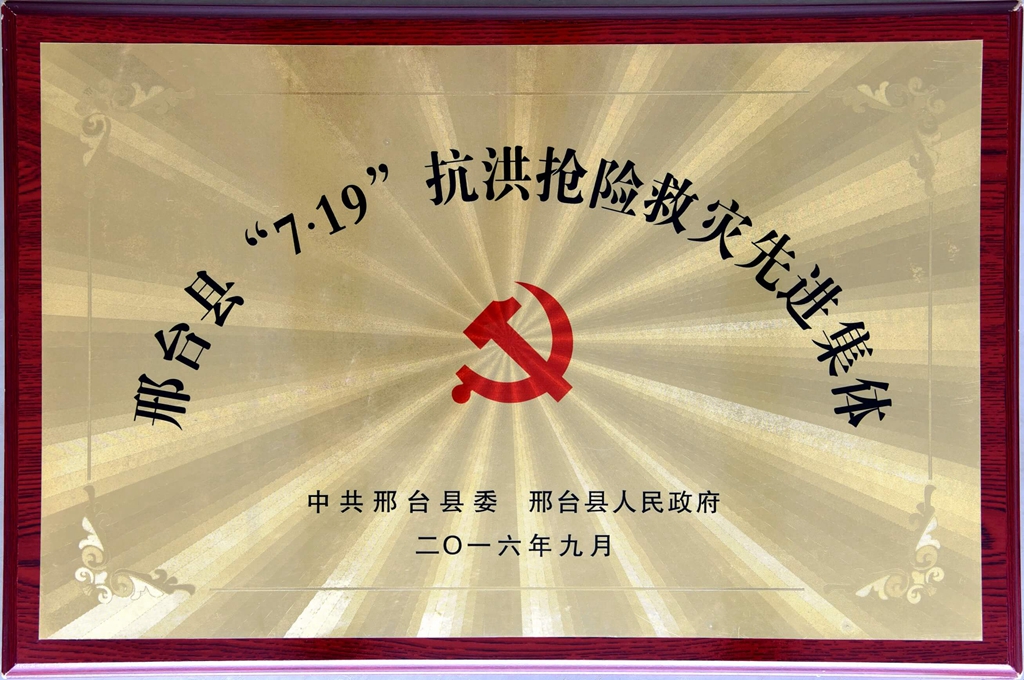 邢台县“7·19”抗洪抢险救灾先进集体
中共邢台县委 邢台县人民政府
二〇一六年九月